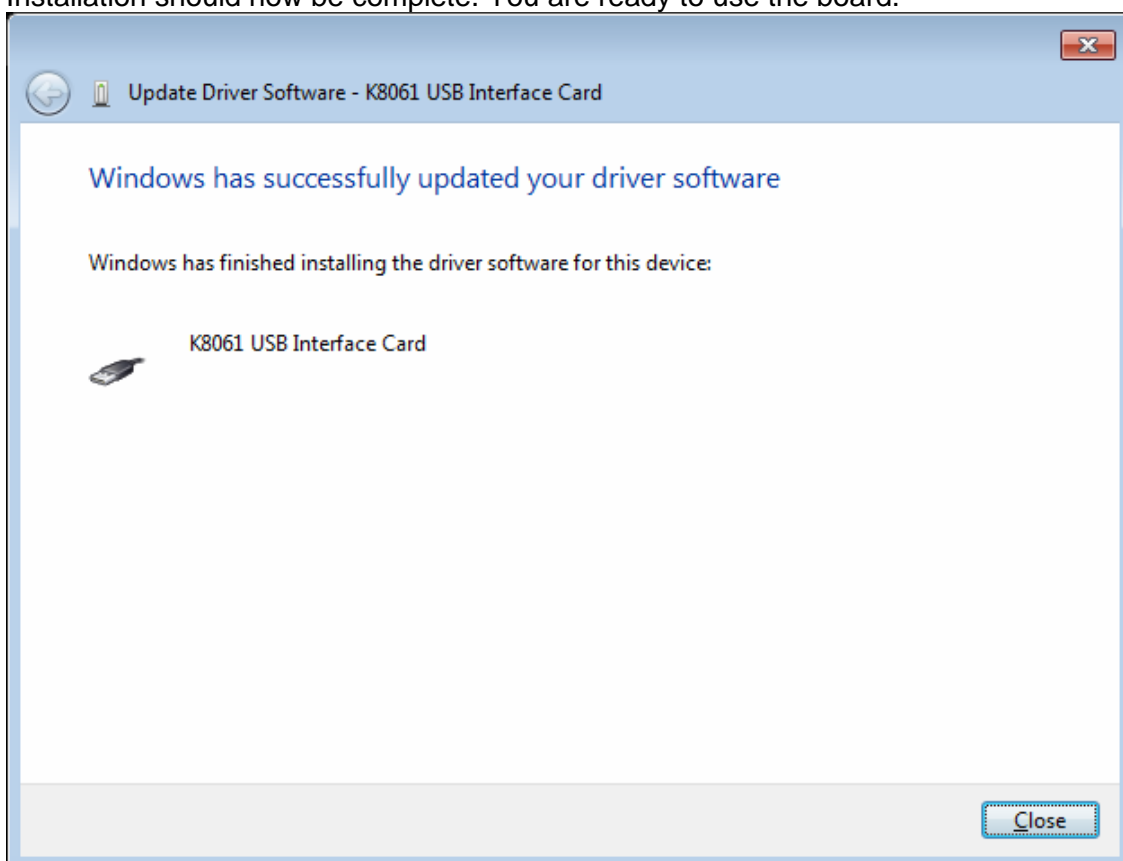 Installation should now be complete. You are ready to use the board.
Update Driver Software - K8061 USB Interface Card
Windows has successfully updated your driver software
Windows has finished installing the driver software for this device:
K8061 USB Interface Card
Close